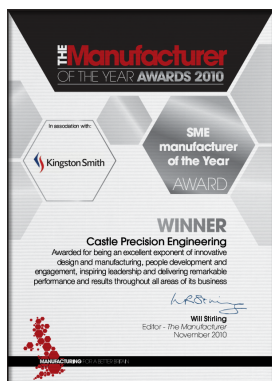 THE Manufacturer
OF THE YEAR AWARDS 2010
In association with:
Kingston Smith
SME
manufacturer
of the Year
AWARD
WINNER
Castle Precision Engineering
Awarded for being an excellent exponent of innovative
design and manufacturing, people development and
engagement, inspiring leadership and delivering remarkable
performance and results throughout all areas of its business
Will Stirling
Editor - The Manufacturer
November 2010
MANUFACTURING FOR A BETTER BRITAIN